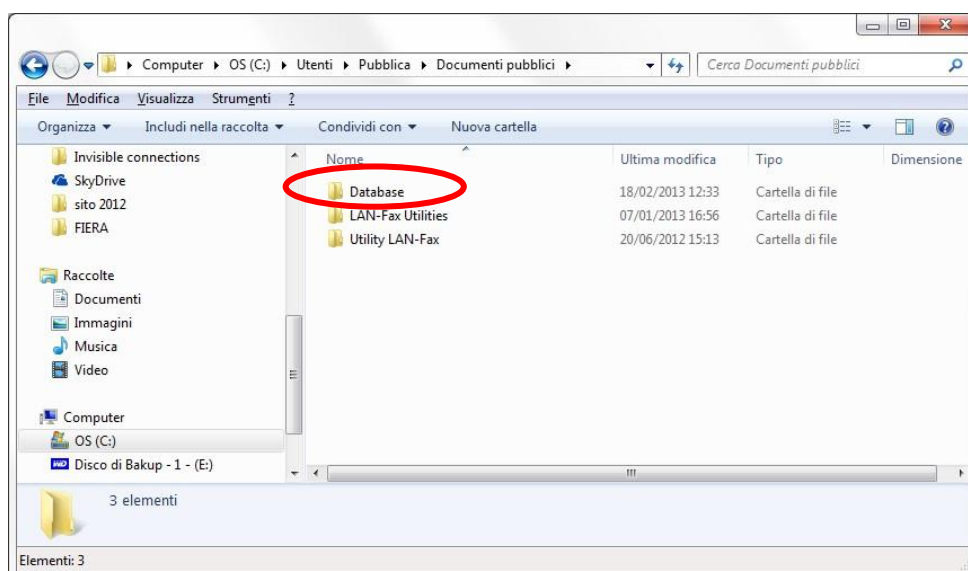 Computer OS (C:) Utenti Pubblica Documenti pubblici Cerca Documenti pubblici
File Modifica Visualizza Strumenti ?
Organizza Includi nella raccolta Condividi con Nuova cartella
Invisible connections
SkyDrive
sito 2012
FIERA
Raccolte
Documenti
Immagini
Musica
Video
Computer
OS (C:)
WD Disco di Bakup - 1 - (E:)
Nome Ultima modifica Tipo Dimensione
Database 18/02/2013 12:33 Cartella di file
LAN-Fax Utilities 07/01/2013 16:56 Cartella di file
Utility LAN-Fax 20/06/2012 15:13 Cartella di file
3 elementi
Elementi: 3